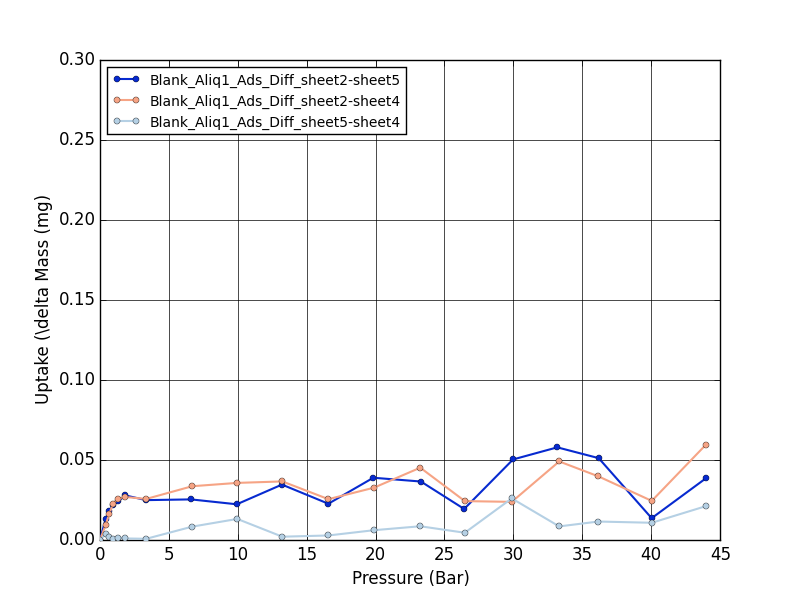 Blank_Aliq1_Ads_Diff_sheet2-sheet5
Blank_Aliq1_Ads_Diff_sheet2-sheet4
Blank_Aliq1_Ads_Diff_sheet5-sheet4
0.30
0.25
0.20
0.15
0.10
0.05
0.00
Uptake (\delta Mass (mg)
0 5 10 15 20 25 30 35 40 45
Pressure (Bar)